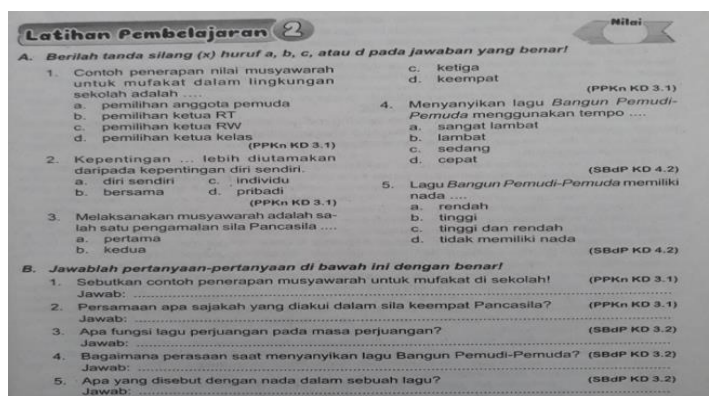 Latihan Pembelajaran 2
Nilai
A. Berilah tanda silang (x) huruf a, b, c, atau d pada jawaban yang benar!
1. Contoh penerapan nilai musyawarah
untuk mufakat dalam lingkungan
sekolah adalah ....
a. pemilihan anggota pemuda
b. pemilihan ketua RT
c. pemilihan ketua RW
d. pemilihan ketua kelas
(PPKn KD 3.1)
2. Kepentingan ... lebih diutamakan
daripada kepentingan diri sendiri.
a. diri sendiri c. individu
b. bersama d. pribadi
(PPKn KD 3.1)
3. Melaksanakan musyawarah adalah sa-
lah satu pengamalan sila Pancasila ....
a. pertama
b. kedua
c. ketiga
d. keempat
(PPKn KD 3.1)
4. Menyanyikan lagu Bangun Pemudi-
Pemuda menggunakan tempo ....
a. sangat lambat
b. lambat
c. sedang
d. cepat
(SBdP KD 4.2)
5. Lagu Bangun Pemudi-Pemuda memiliki
nada ....
a. rendah
b. tinggi
c. tinggi dan rendah
d. tidak memiliki nada
(SBdP KD 4.2)
B. Jawablah pertanyaan-pertanyaan di bawah ini dengan benar!
1. Sebutkan contoh penerapan musyawarah untuk mufakat di sekolah! (PPKn KD 3.1)
Jawab: ....
2. Persamaan apa sajakah yang diakui dalam sila keempat Pancasila? (PPKn KD 3.1)
Jawab: ....
3. Apa fungsi lagu perjuangan pada masa perjuangan? (SBdP KD 3.2)
Jawab: ....
4. Bagaimana perasaan saat menyanyikan lagu Bangun Pemudi-Pemuda? (SBdP KD 3.2)
Jawab: ....
5. Apa yang disebut dengan nada dalam sebuah lagu? (SBdP KD 3.2)
Jawab: ....